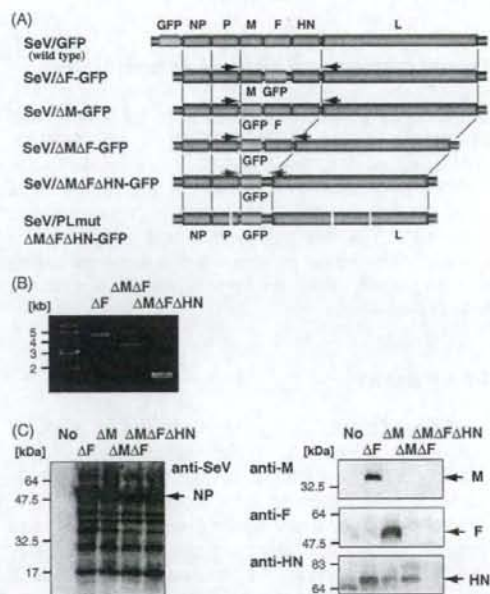 (A)
GFP NP P M F HN L
SeV/GFP
(wild type)
SeV/ΔF-GFP
M GFP
SeV/ΔM-GFP
GFP F
SeV/ΔMΔF-GFP
GFP
SeV/ΔMΔFΔHN-GFP
GFP
SeV/PLmut
ΔMΔFΔHN-GFP
NP P GFP L
(B)
ΔMΔF
[kb] ΔF ΔMΔFΔHN
5
4
3
2
(C)
No ΔM ΔMΔFΔHN
[kDa] ΔF ΔMΔF
64
47.5
32.5
17
anti-SeV
NP
No ΔM ΔMΔFΔHN
[kDa] ΔF ΔMΔF
anti-M
32.5
M
anti-F
64
47.5
F
anti-HN
83
64
HN